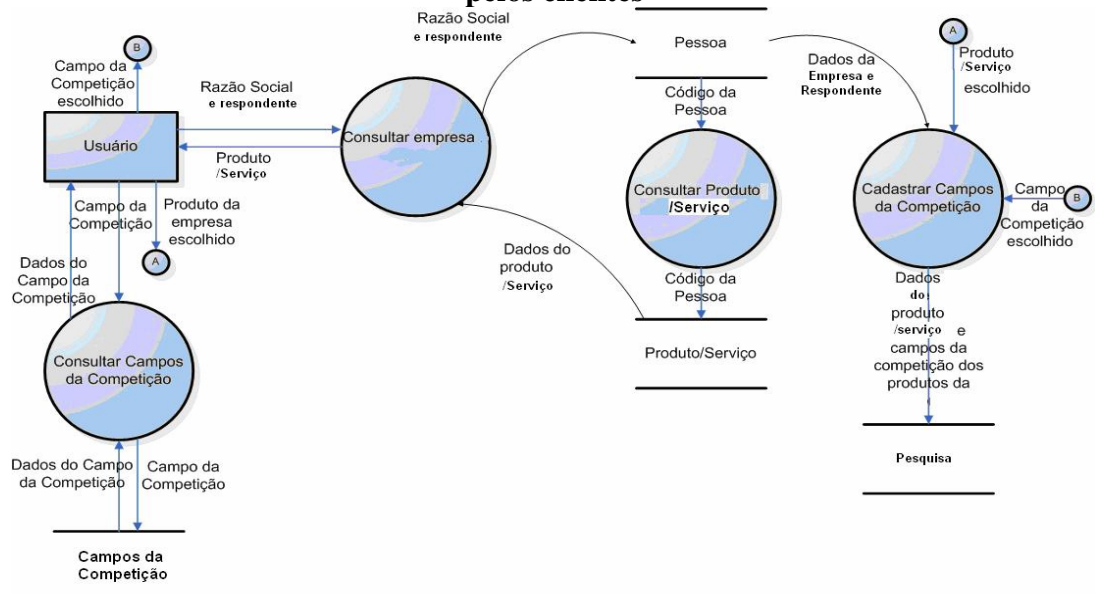 pelos clientes
Razão Social
e respondente
B
Campo da
Competição
escolhido
Razão Social
e respondente
Usuário
Produto
/Serviço
Consultar empresa
Pessoa
Código da
Pessoa
Dados da
Empresa e
Respondente
A
Produto
/Serviço
escolhido
Consultar Produto
/Serviço
Cadastrar Campos
da Competição
Campo
da
Competição
escolhido
B
Campo da
Competição
Produto da
empresa
escolhido
A
Dados do
Campo da
Competição
Dados do
produto
/Serviço
Código da
Pessoa
Produto/Serviço
Dados
do
produto
/serviço e
campos da
competição dos
produtos da
Pesquisa
Consultar Campos
da Competição
Dados do Campo
da Competição
Campo da
Competição
Campos da
Competição